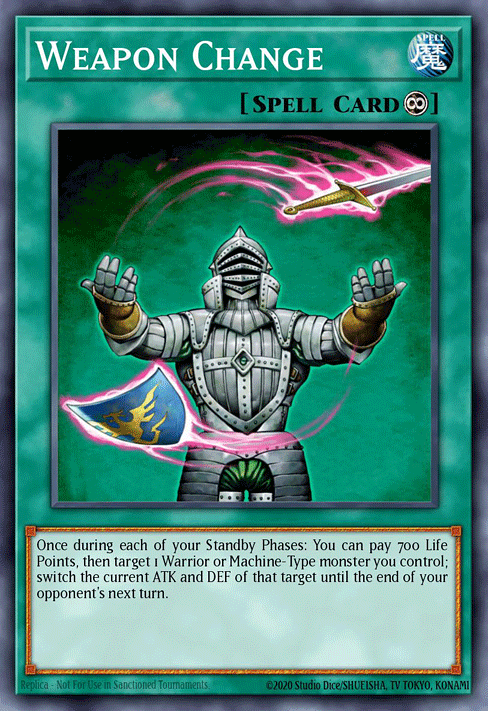 Weapon Change
SPELL
魔
[Spell Card]
Once during each of your Standby Phases: You can pay 700 Life
Points, then target 1 Warrior or Machine-Type monster you control;
switch the current ATK and DEF of that target until the end of your
opponent's next turn.
Replica - Not For Use in Sanctioned Tournaments
©2020 Studio Dice/SHUEISHA, TV TOKYO, KONAMI